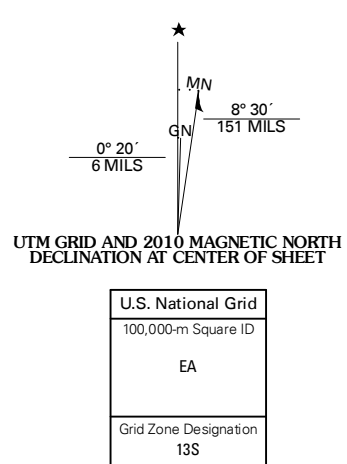 ★
MN
8° 30´
151 MILS
GN
0° 20´
6 MILS
UTM GRID AND 2010 MAGNETIC NORTH
DECLINATION AT CENTER OF SHEET
U.S. National Grid
100,000-m Square ID
EA
Grid Zone Designation
13S